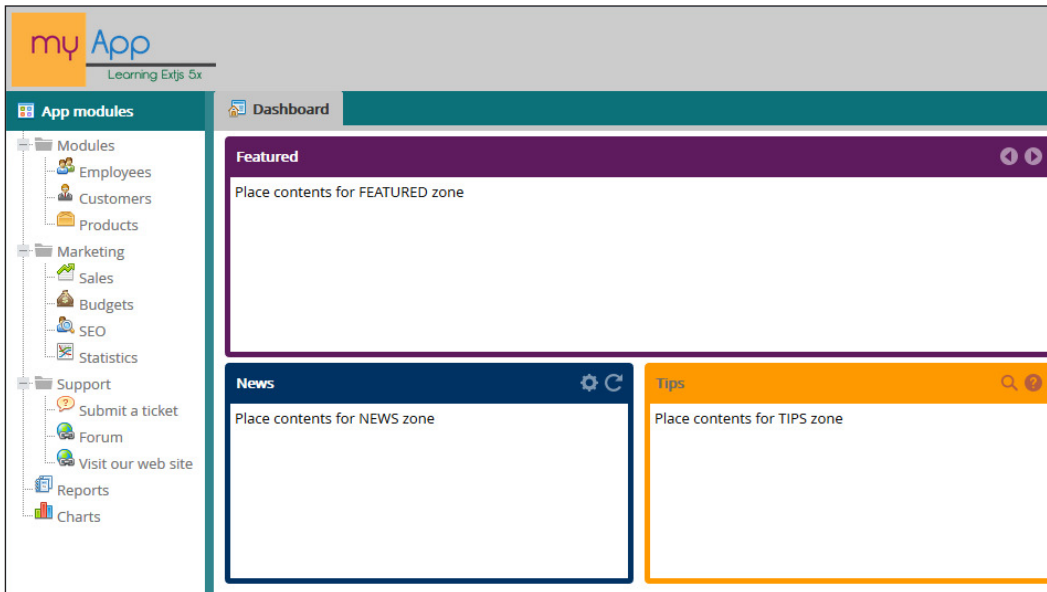 my App
Learning Extjs 5x
App modules
Dashboard
Modules
Employees
Customers
Products
Marketing
Sales
Budgets
SEO
Statistics
Support
Submit a ticket
Forum
Visit our web site
Reports
Charts
Featured
Place contents for FEATURED zone
News
Place contents for NEWS zone
Tips
Place contents for TIPS zone